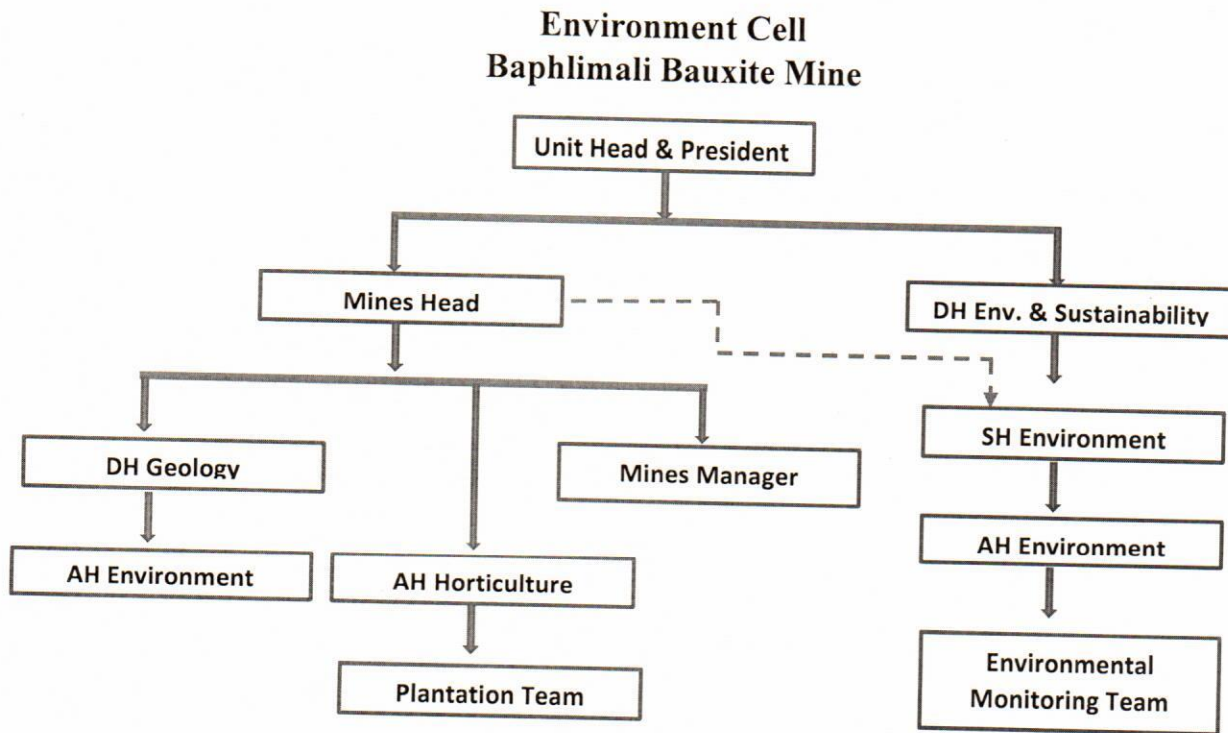 Environment Cell
Baphlimali Bauxite Mine
Unit Head & President
Mines Head
DH Env. & Sustainability
DH Geology
Mines Manager
SH Environment
AH Environment
AH Horticulture
AH Environment
Plantation Team
Environmental
Monitoring Team